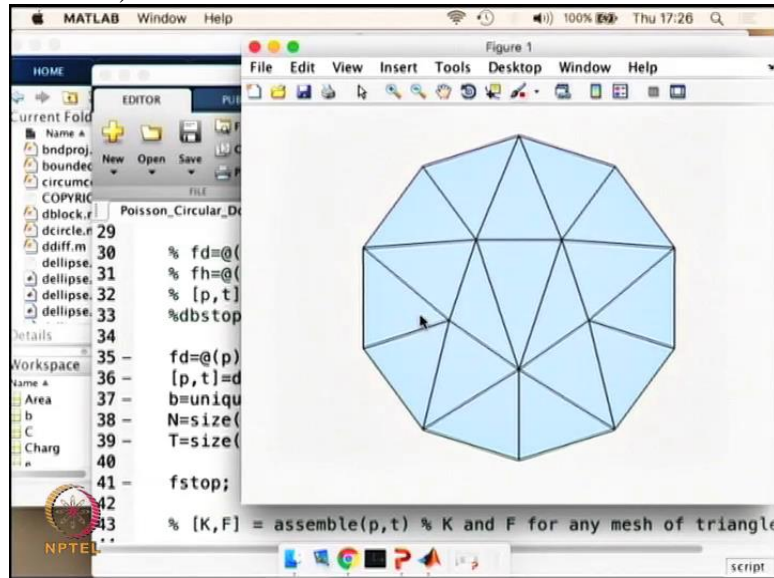 MATLAB Window Help 100% Thu 17:26
Figure 1
File Edit View Insert Tools Desktop Window Help
HOME
EDITOR PUB
Current Fold
Name
New Open Save
FILE
bndproj.
bounded
circumc
COPYRIG
dblock.r
dcircle.m
ddiff.m
dellipse.
dellipse.
dellipse.
dellipse.
Details
Workspace
Name
Area
b
C
Charg
Poisson_Circular_Do
29
30 % fd=@(
31 % fh=@(
32 % [p,t]
33 %dbstop
34
35 - fd=@(p)
36 - [p,t]=d
37 - b=uniqu
38 - N=size(
39 - T=size(
40
41 - fstop;
42
43 % [K,F] = assemble(p,t) % K and F for any mesh of triangle
script
NPTEL